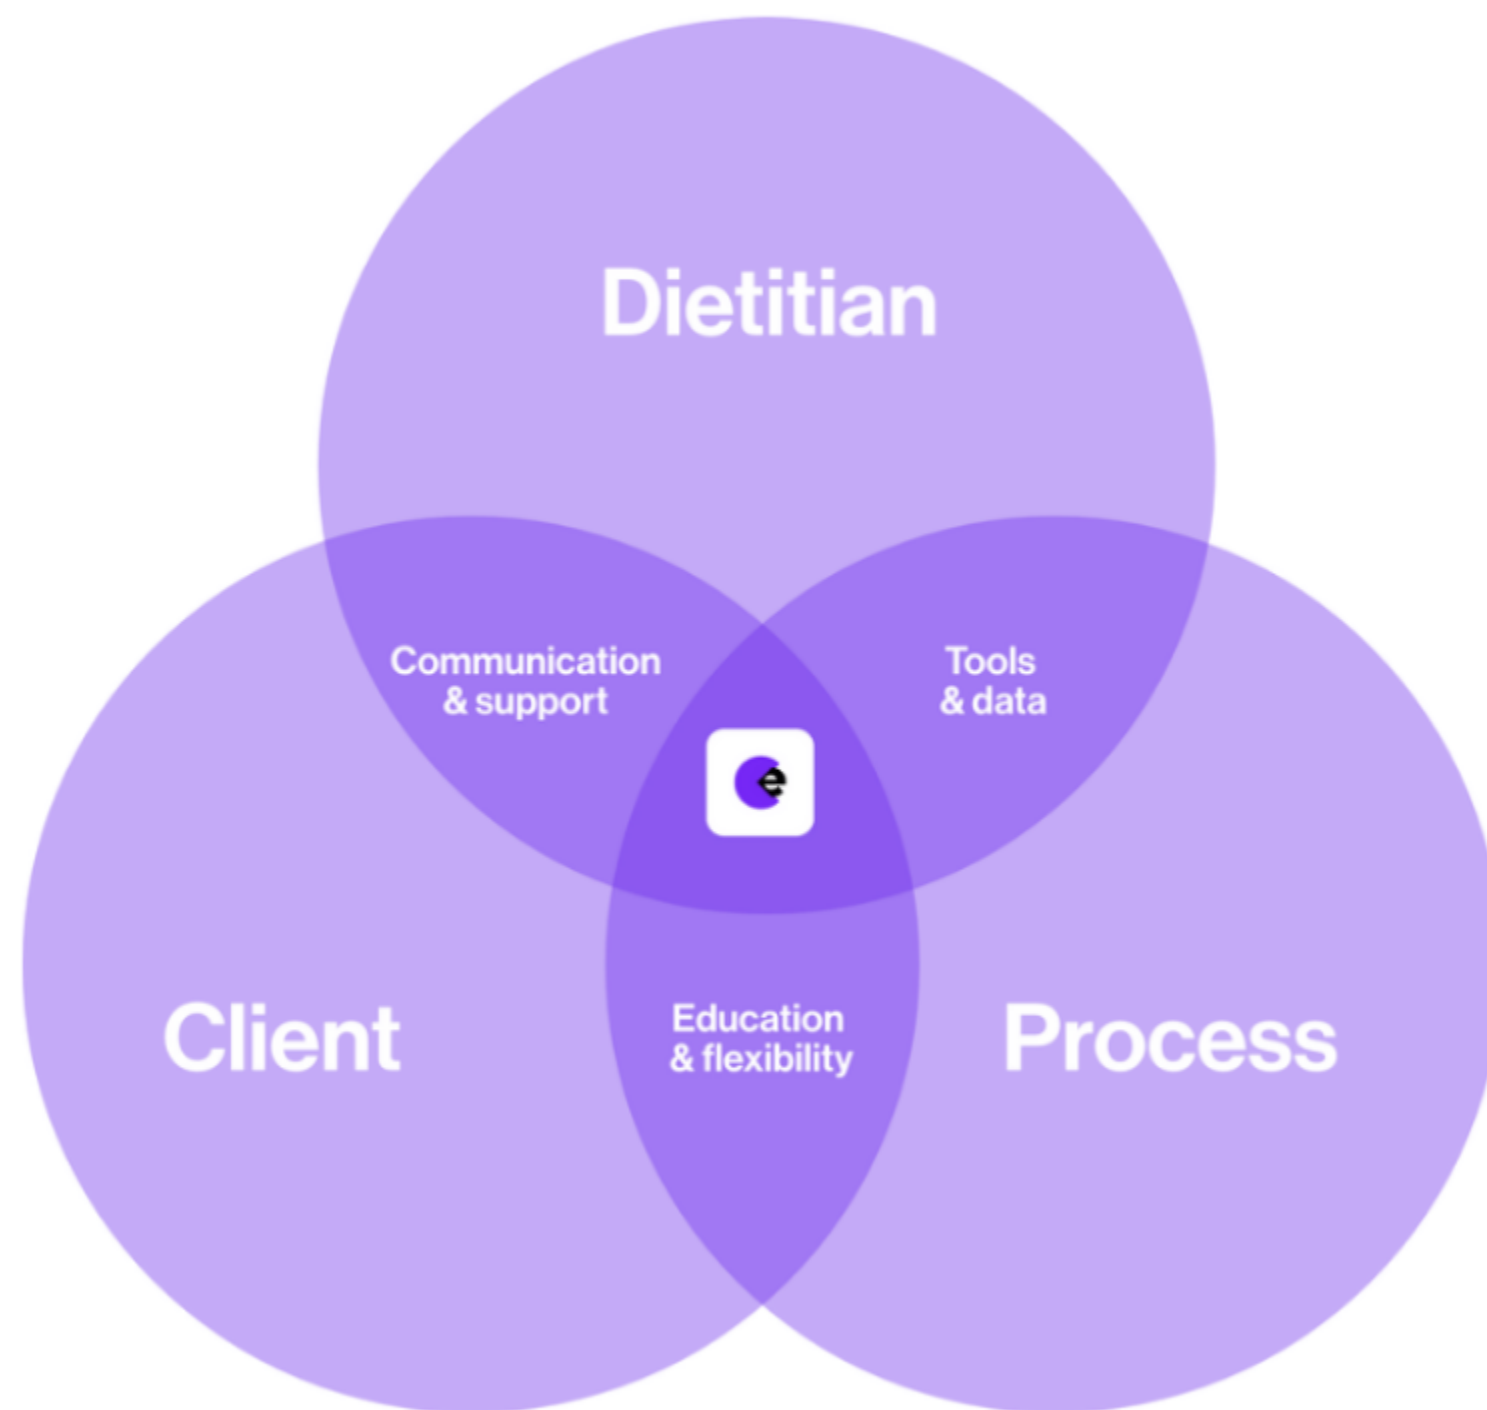 Dietitian
Communication
& support
Tools
& data
e
Client
Education
& flexibility
Process